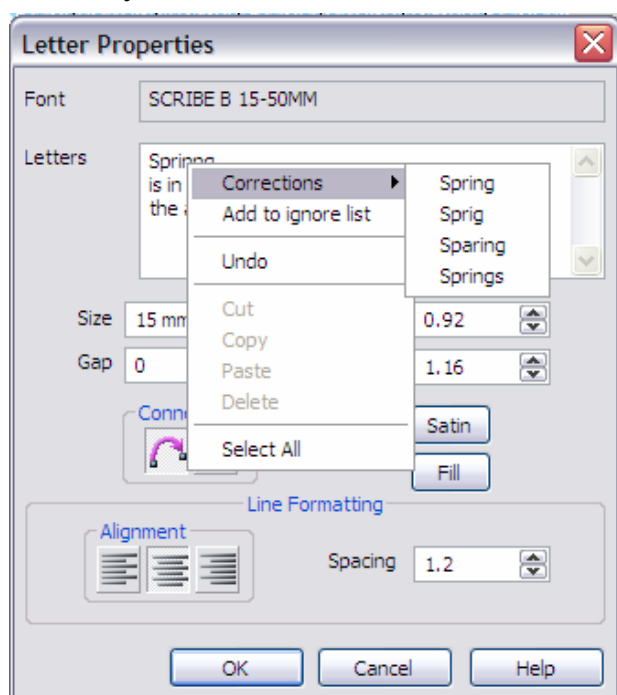 Letter Properties
Font SCRIBE B 15-50MM
Letters Sprinng
is in
the
Corrections Spring
Add to ignore list Sprig
Sparing
Undo Springs
Cut
Size 15 mm 0.92
Copy
Gap 0 Paste 1.16
Delete
Satin
Select All
Fill
Line Formatting
Alignment
Spacing 1.2
OK Cancel Help